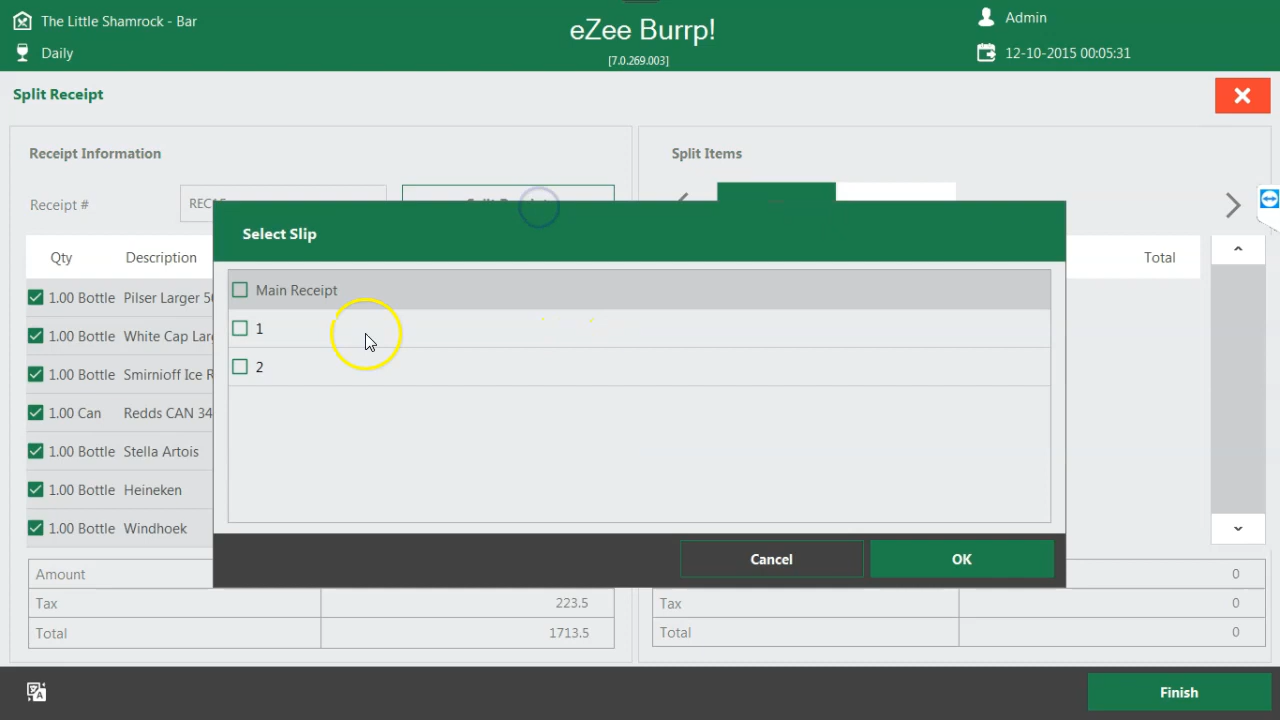 The Little Shamrock - Bar
Daily
eZee Burrp!
[7.0.269.003]
Admin
12-10-2015 00:05:31
Split Receipt
Receipt Information
Receipt #
Split Items
Select Slip
Main Receipt
1
2
Cancel
OK
Qty Description
1.00 Bottle Pilser Larger
1.00 Bottle White Cap
1.00 Bottle Smirnioff Ice
1.00 Can Redds CAN
1.00 Bottle Stella Artois
1.00 Bottle Heineken
1.00 Bottle Windhoek
Amount
Tax 223.5
Total 1713.5
Total
0
Tax 0
Total 0
Finish